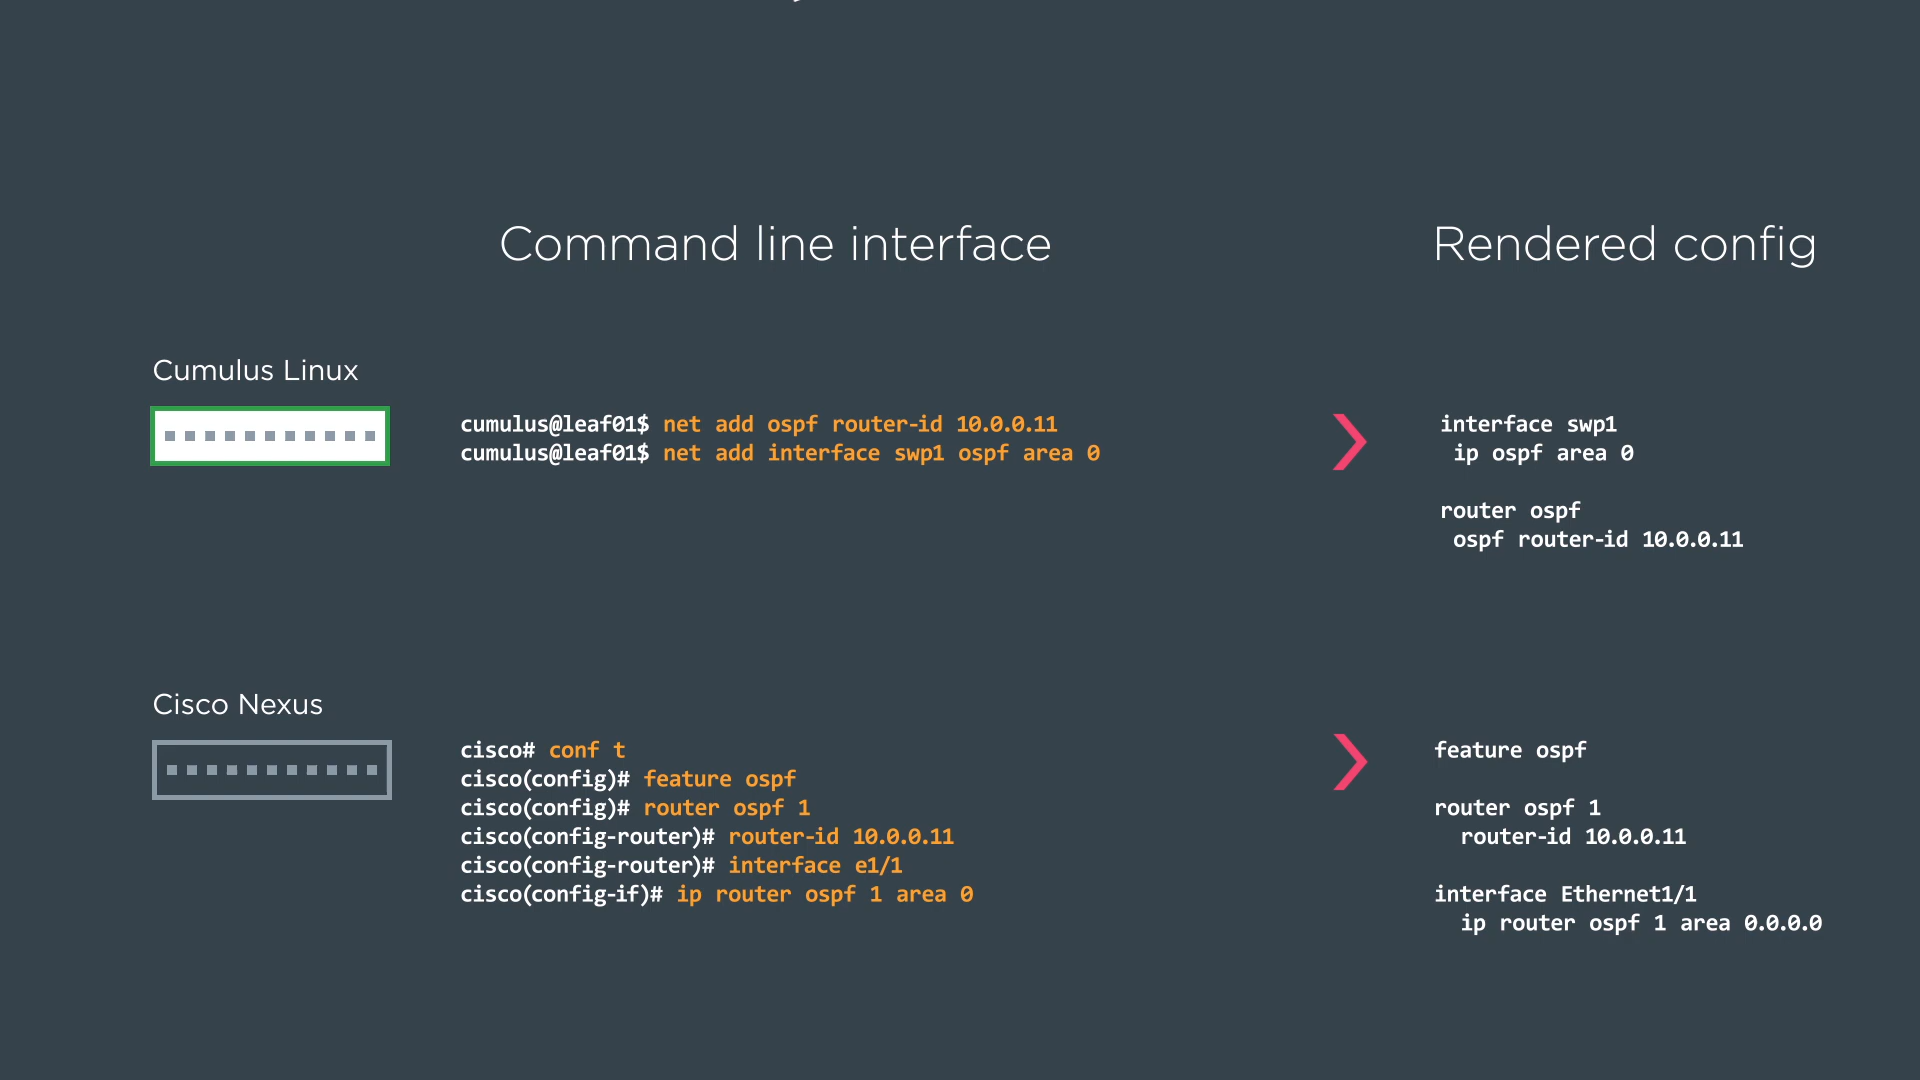 Command line interface
Rendered config
Cumulus Linux
cumulus@leaf01$ net add ospf router-id 10.0.0.11
cumulus@leaf01$ net add interface swp1 ospf area 0
interface swp1
ip ospf area 0
router ospf
ospf router-id 10.0.0.11
Cisco Nexus
cisco# conf t
cisco(config)# feature ospf
cisco(config)# router ospf 1
cisco(config-router)# router-id 10.0.0.11
cisco(config-router)# interface e1/1
cisco(config-if)# ip router ospf 1 area 0
feature ospf
router ospf 1
router-id 10.0.0.11
interface Ethernet1/1
ip router ospf 1 area 0.0.0.0